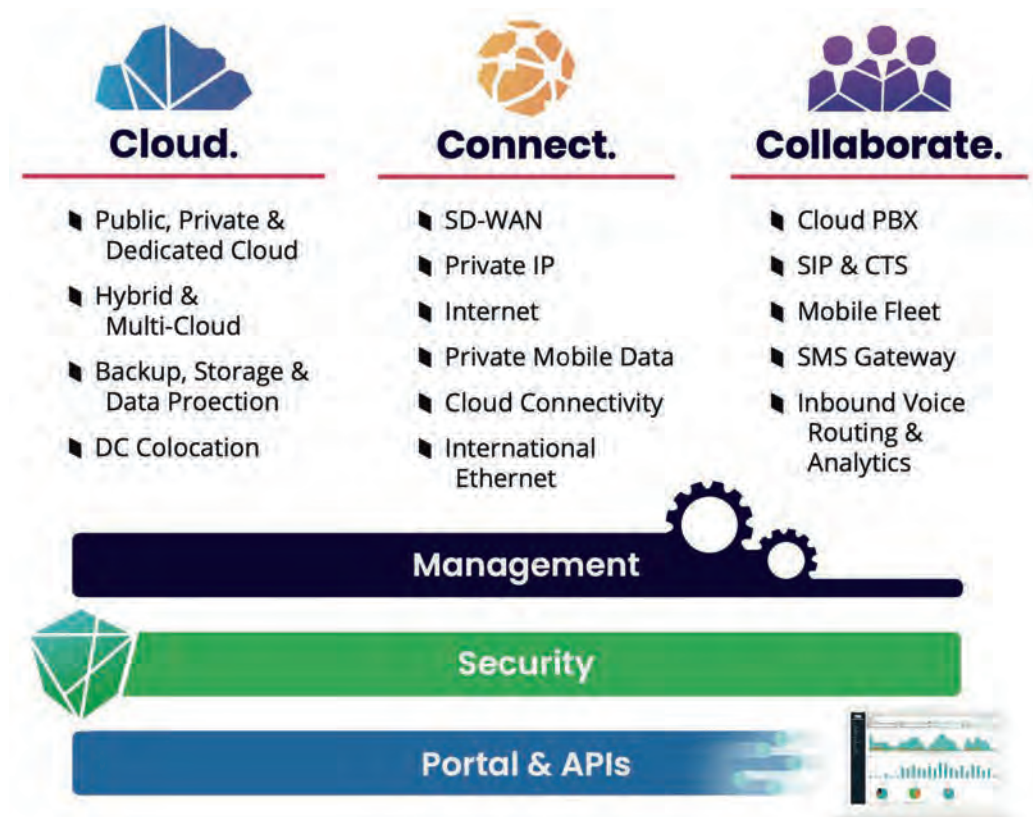 Cloud.
Public, Private &
Dedicated Cloud
Hybrid &
Multi-Cloud
Backup, Storage &
Data Proection
DC Colocation
Connect.
SD-WAN
Private IP
Internet
Private Mobile Data
Cloud Connectivity
International
Ethernet
Collaborate.
Cloud PBX
SIP & CTS
Mobile Fleet
SMS Gateway
Inbound Voice
Routing &
Analytics
Management
Security
Portal & APIs